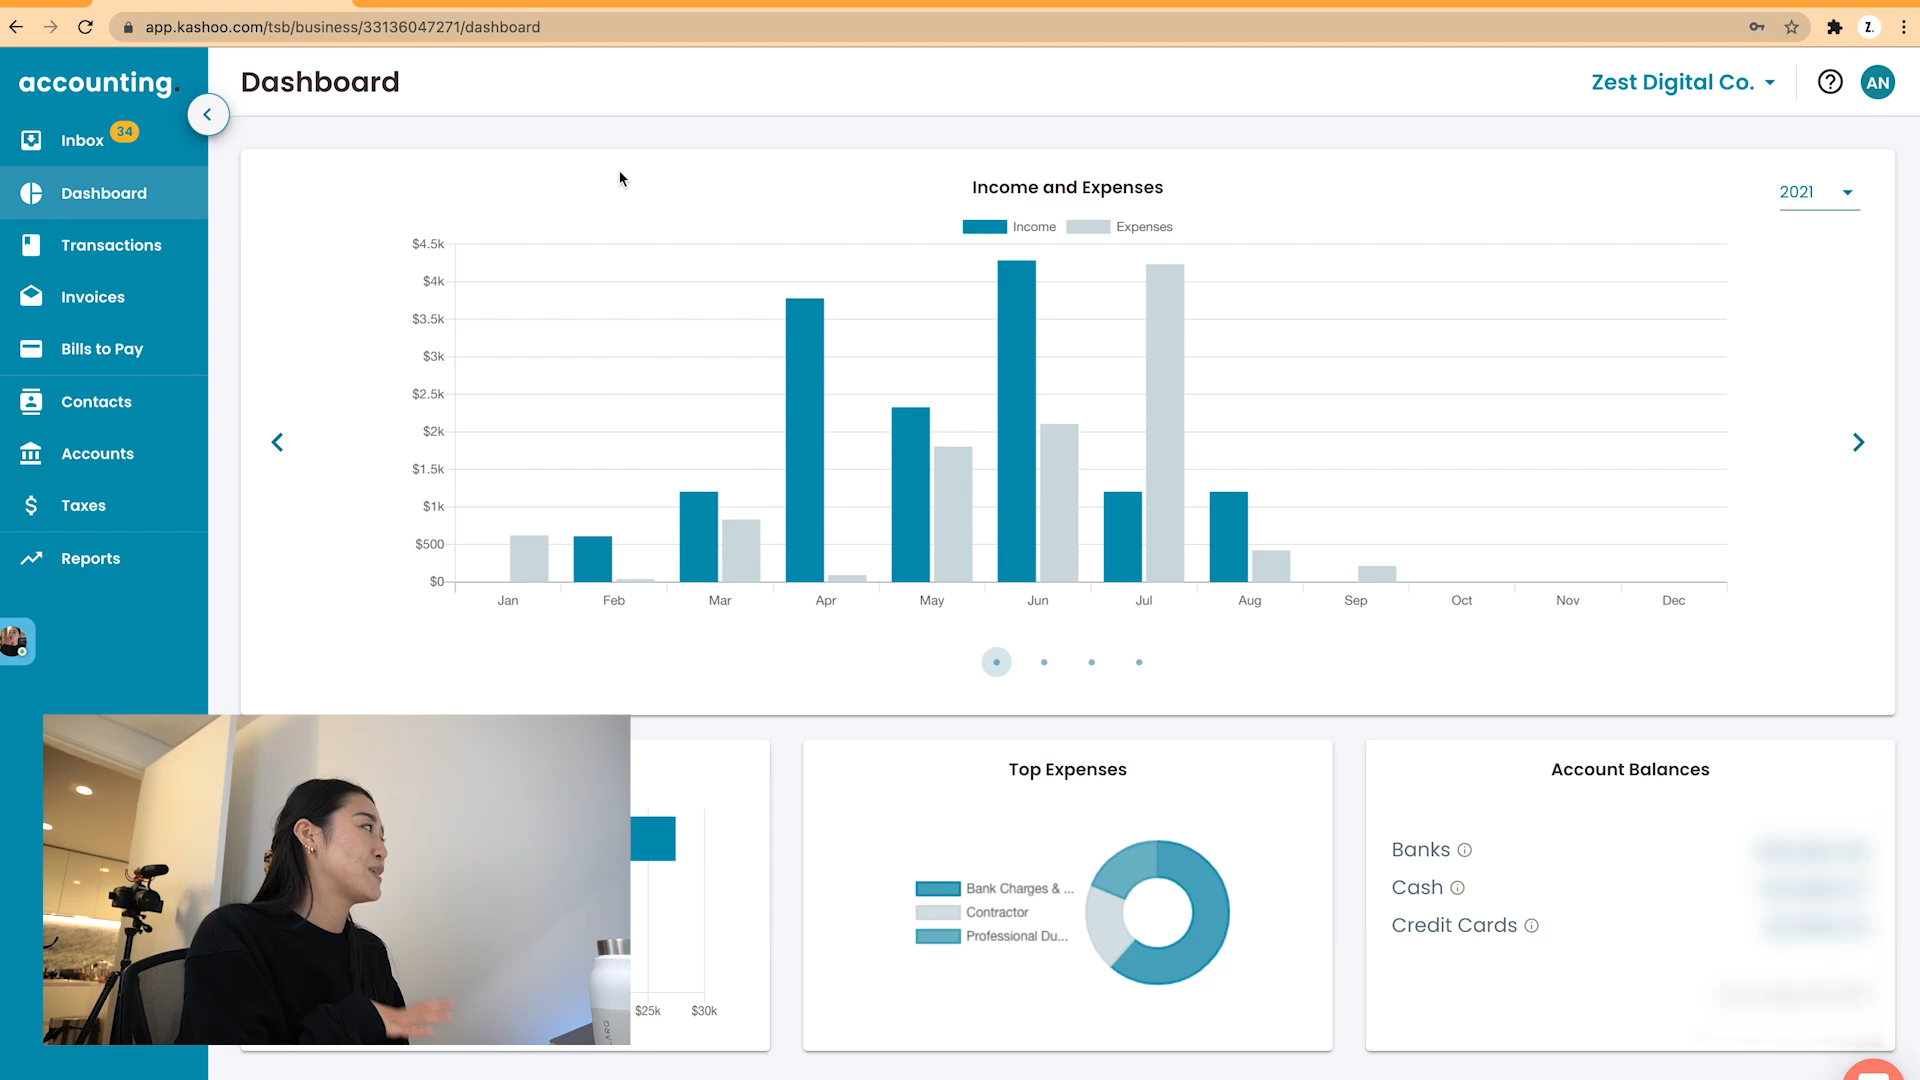 app.kashoo.com/tsb/business/33136047271/dashboard
Z.
accounting.
Dashboard
Zest Digital Co.
AN
Inbox
34
Dashboard
Transactions
Invoices
Bills to Pay
Contacts
Accounts
Taxes
Reports
Income and Expenses
2021
Income
Expenses
$4.5k
$4k
$3.5k
$3k
$2.5k
$2k
$1.5k
$1k
$500
$0
Jan
Feb
Mar
Apr
May
Jun
Jul
Aug
Sep
Oct
Nov
Dec
$25k
$30k
Top Expenses
Bank Charges & ...
Contractor
Professional Du...
Account Balances
Banks
Cash
Credit Cards